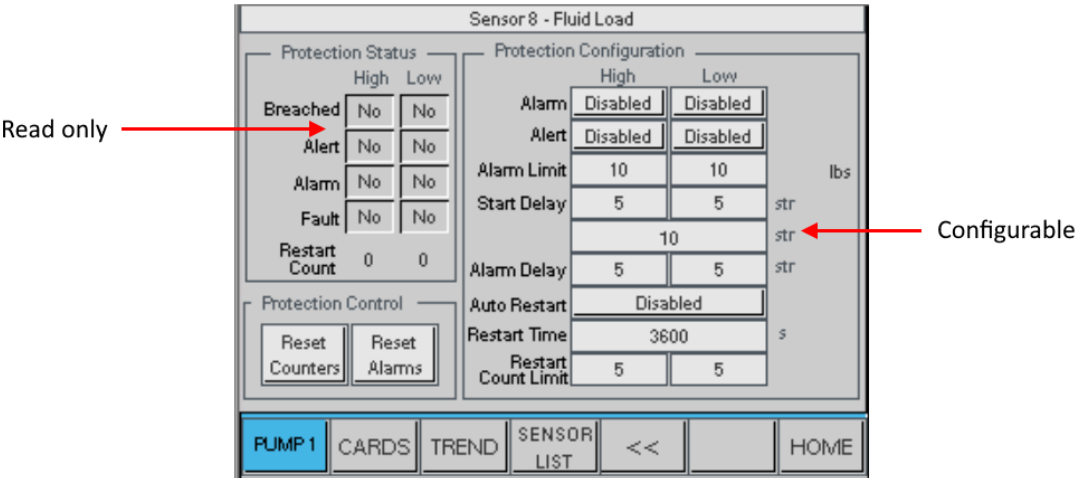 Sensor 8 - Fluid Load
Protection Status
High Low
Breached No No
Alert No No
Alarm No No
Fault No No
Restart
Count 0 0
Read only
Protection Control
Reset
Counters
Reset
Alarms
Protection Configuration
High Low
Alarm Disabled Disabled
Alert Disabled Disabled
Alarm Limit 10 10 lbs
Start Delay 5 5 str
10 str
Alarm Delay 5 5 str
Auto Restart Disabled
Restart Time 3600 s
Restart
Count Limit 5 5
Configurable
PUMP 1 CARDS TREND SENSOR LIST << HOME